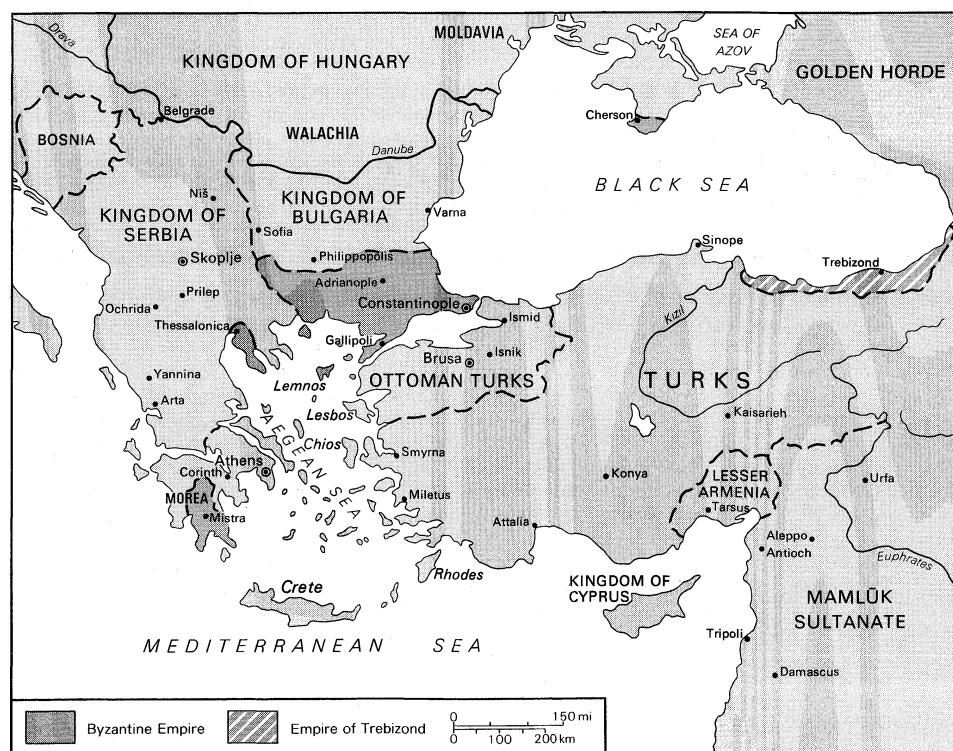 Drava
MOLDAVIA
SEA OF
AZOV
KINGDOM OF HUNGARY
GOLDEN HORDE
Belgrade
Cherson
BOSNIA
WALACHIA
Danube
BLACK SEA
Niš
KINGDOM OF
BULGARIA
KINGDOM OF
SERBIA
Varna
Sofia
Sinope
Skoplje
Philippopolis
Trebizond
Adrianople
Prilep
Constantinople
Ochrida
Kizil
Ismid
Thessalonica
Gallipoli
Isnik
Brusa
Lemnos
OTTOMAN TURKS
TURKS
Yannina
Arta
Lesbos
Kaisarieh
AEGEAN SEA
Chios
Smyrna
Athens
Corinth
Konya
LESSER
ARMENIA
Urfa
MOREA
Miletus
Tarsus
Mistra
Attalia
Aleppo
Antioch
Euphrates
Rhodes
Crete
KINGDOM OF
CYPRUS
MAMLŪK
SULTANATE
Tripoli
MEDITERRANEAN SEA
Damascus
Byzantine Empire
Empire of Trebizond
0 150 mi
0 100 200 km